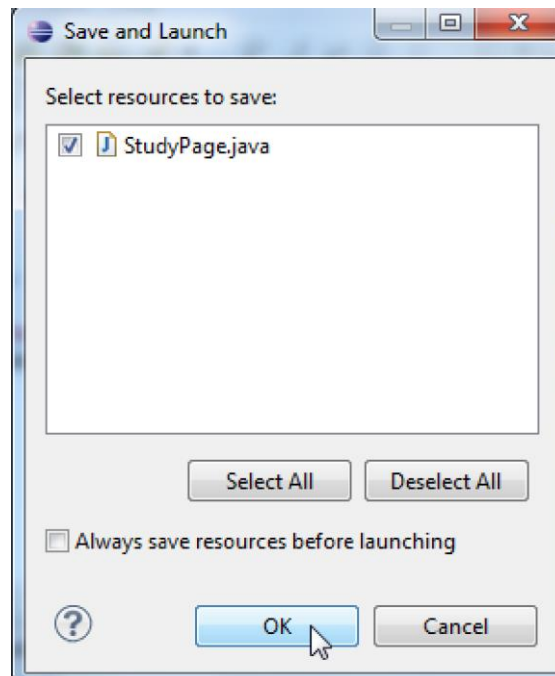 Save and Launch
Select resources to save:
J StudyPage.java
Select All Deselect All
Always save resources before launching
? OK Cancel